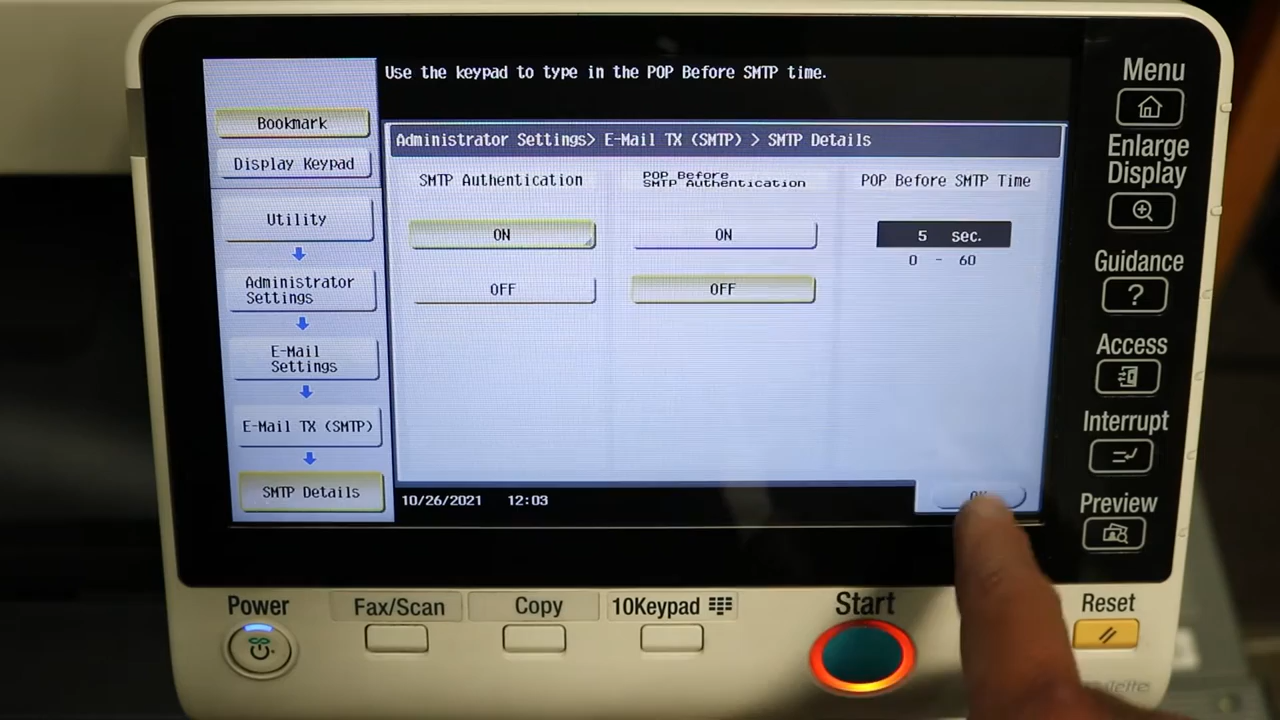 Use the keypad to type in the POP Before SMTP time.
Bookmark
Display Keypad
Utility
Administrator
Settings
E-Mail
Settings
E-Mail TX (SMTP)
SMTP Details
Administrator Settings> E-Mail TX (SMTP) > SMTP Details
SMTP Authentication
ON
OFF
POP Before
SMTP Authentication
ON
OFF
POP Before SMTP Time
5 sec.
0 - 60
10/26/2021 12:03
Menu
Enlarge
Display
Guidance
?
Access
Interrupt
Preview
Power
Fax/Scan
Copy
10Keypad
Start
Reset